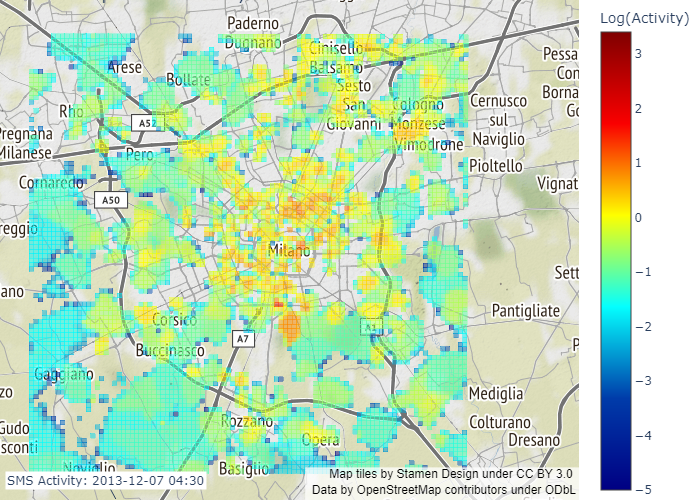 Log(Activity)
3
2
1
0
−1
−2
−3
−4
−5
Paderno
Dugnano
Cinisello
Balsamo
Arese
Bollate
Sesto
San
Giovanni
Cologno
Monzese
Vimodrone
Cernusco
sul
Naviglio
Pioltello
Pessa
Con
Borna
Go
Rho
A52
Pregnana
Milanese
Pero
Cornaredo
A50
reggio
Vignat
Milano
Sett
ano
Pantigliate
Corsico
A7
A1
Buccinasco
P
Gaggiano
zo
Mediglia
Gudo
sconti
Rozzano
Opera
Colturano
Dresano
Noviglio
Basiglio
SMS Activity: 2013-12-07 04:30
Map tiles by Stamen Design under CC BY 3.0
Data by OpenStreetMap contributors under ODbL